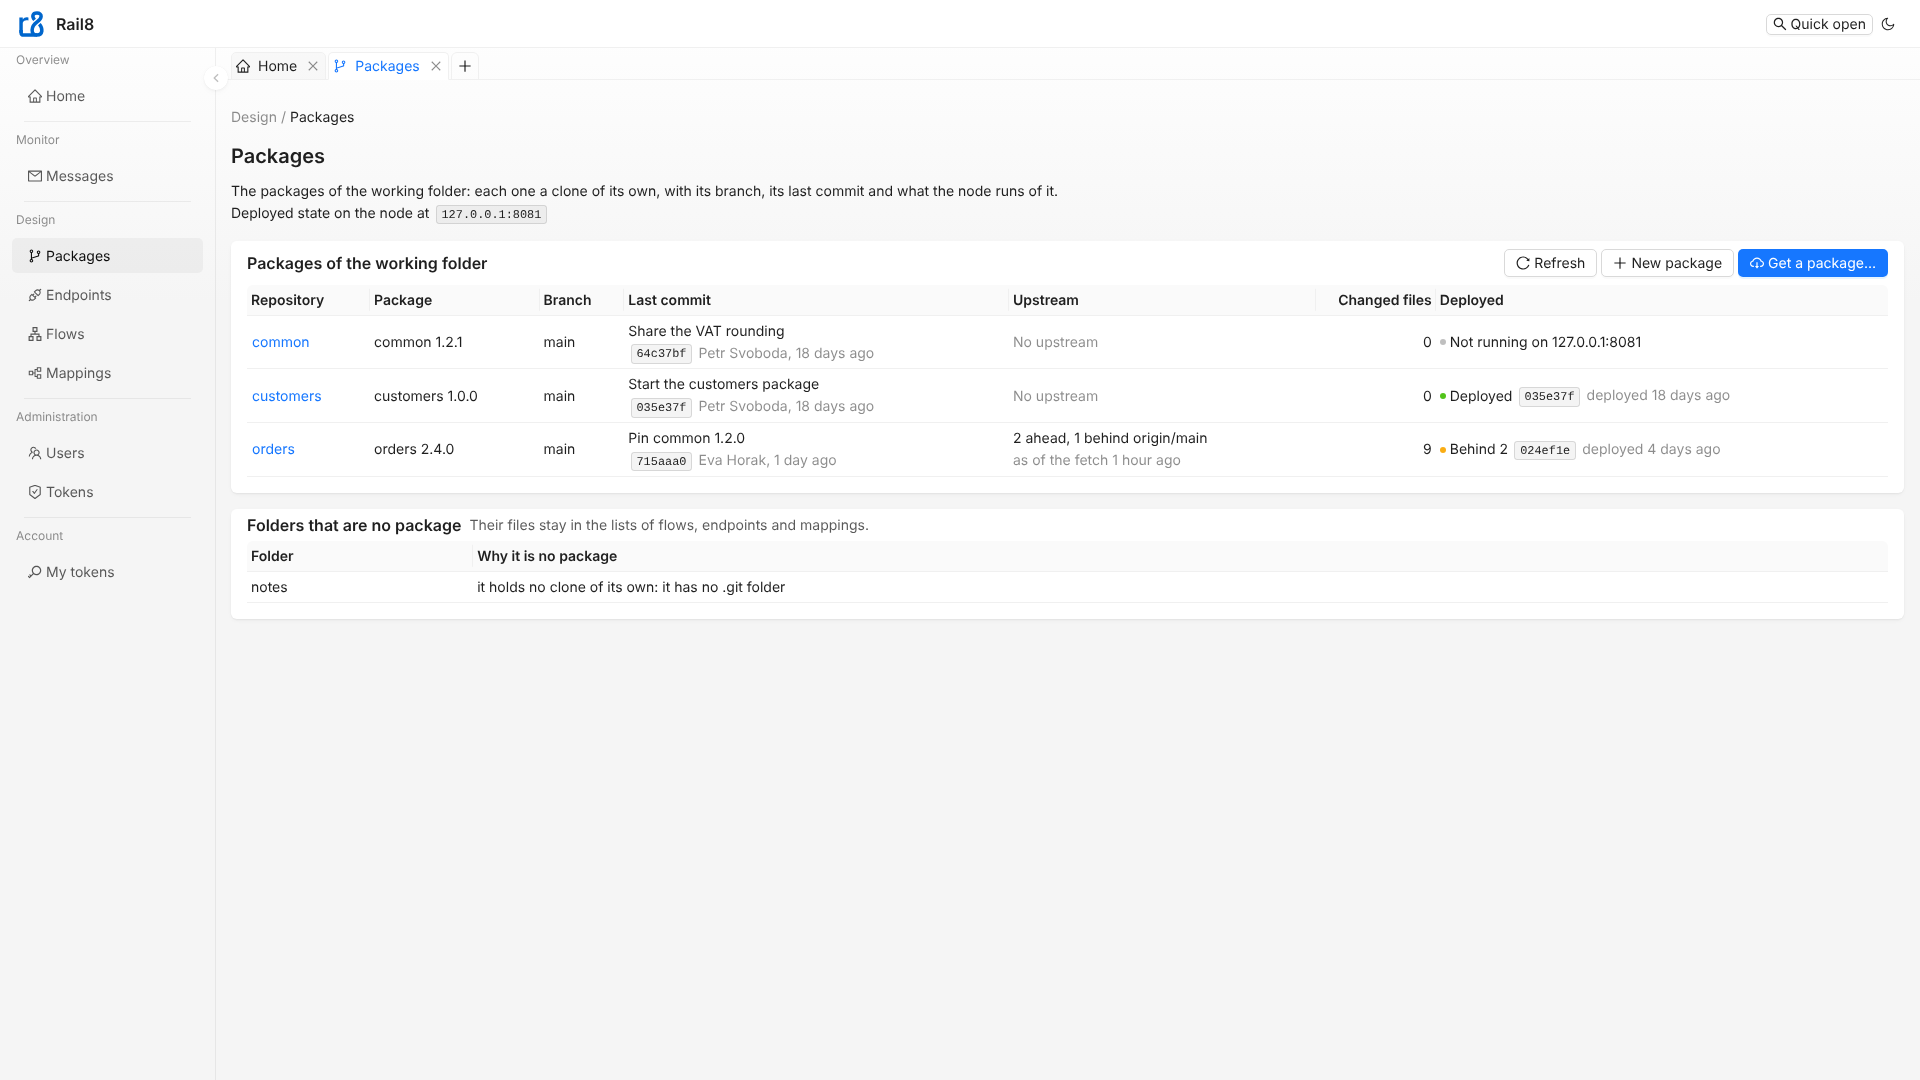 r8 Rail8
Quick open
Overview
Home
Monitor
Messages
Design
Packages
Endpoints
Flows
Mappings
Administration
Users
Tokens
Account
My tokens
Home
Packages
Design / Packages
Packages
The packages of the working folder: each one a clone of its own, with its branch, its last commit and what the node runs of it.
Deployed state on the node at 127.0.0.1:8081
Packages of the working folder
Refresh
New package
Get a package...
Repository Package Branch Last commit Upstream Changed files Deployed
common common 1.2.1 main Share the VAT rounding No upstream 0 Not running on 127.0.0.1:8081
64c37bf Petr Svoboda, 18 days ago
customers customers 1.0.0 main Start the customers package No upstream 0 Deployed 035e37f deployed 18 days ago
035e37f Petr Svoboda, 18 days ago
orders orders 2.4.0 main Pin common 1.2.0 2 ahead, 1 behind origin/main 9 Behind 2 024ef1e deployed 4 days ago
715aaa0 Eva Horak, 1 day ago as of the fetch 1 hour ago
Folders that are no package Their files stay in the lists of flows, endpoints and mappings.
Folder Why it is no package
notes it holds no clone of its own: it has no .git folder